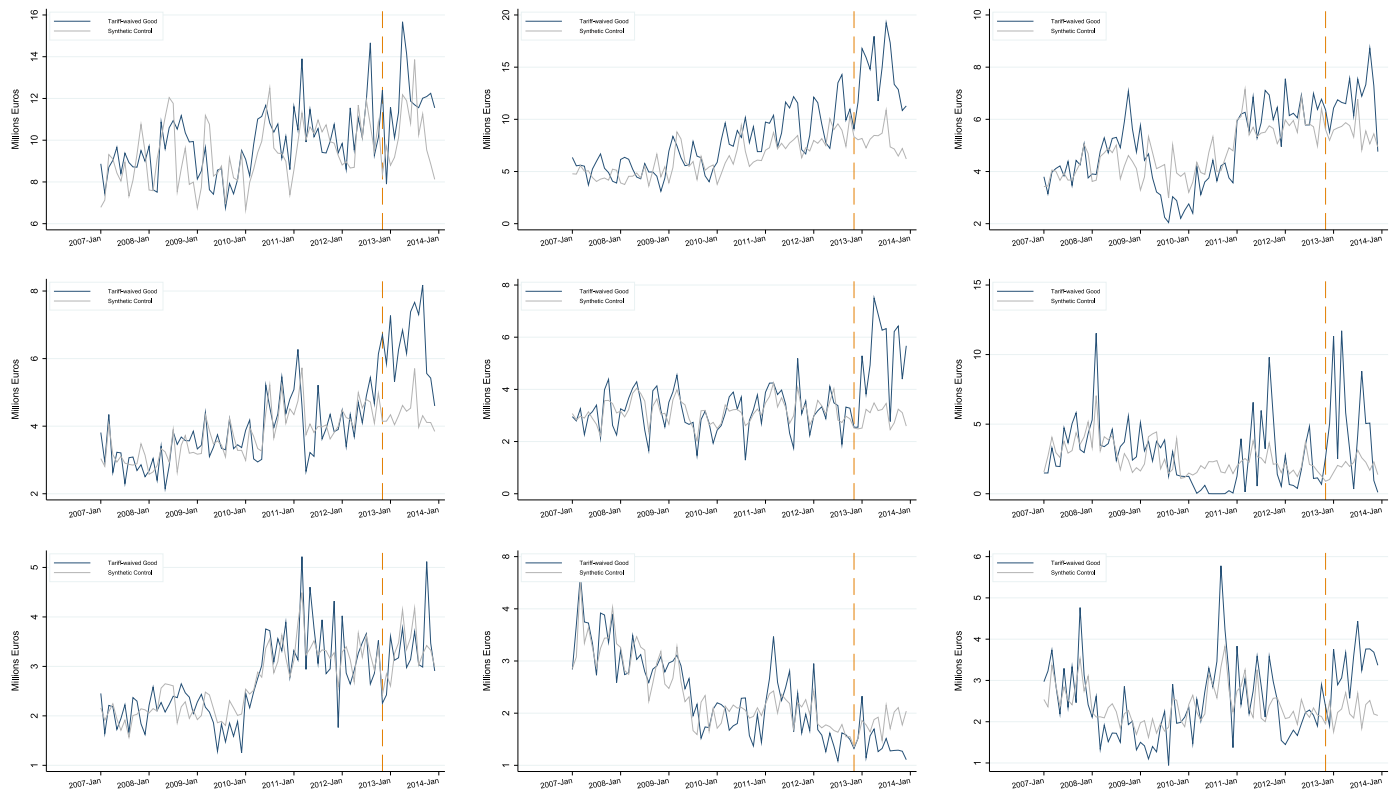 Millions Euros
16
14
12
10
8
6
Tariff-waived Good
Synthetic Control
2007-Jan 2008-Jan 2009-Jan 2010-Jan 2011-Jan 2012-Jan 2013-Jan 2014-Jan
Millions Euros
20
15
10
5
0
Tariff-waived Good
Synthetic Control
2007-Jan 2008-Jan 2009-Jan 2010-Jan 2011-Jan 2012-Jan 2013-Jan 2014-Jan
Millions Euros
10
8
6
4
2
Tariff-waived Good
Synthetic Control
2007-Jan 2008-Jan 2009-Jan 2010-Jan 2011-Jan 2012-Jan 2013-Jan 2014-Jan
Millions Euros
8
6
4
2
Tariff-waived Good
Synthetic Control
2007-Jan 2008-Jan 2009-Jan 2010-Jan 2011-Jan 2012-Jan 2013-Jan 2014-Jan
Millions Euros
8
6
4
2
0
Tariff-waived Good
Synthetic Control
2007-Jan 2008-Jan 2009-Jan 2010-Jan 2011-Jan 2012-Jan 2013-Jan 2014-Jan
Millions Euros
15
10
5
0
Tariff-waived Good
Synthetic Control
2007-Jan 2008-Jan 2009-Jan 2010-Jan 2011-Jan 2012-Jan 2013-Jan 2014-Jan
Millions Euros
5
4
3
2
1
Tariff-waived Good
Synthetic Control
2007-Jan 2008-Jan 2009-Jan 2010-Jan 2011-Jan 2012-Jan 2013-Jan 2014-Jan
Millions Euros
8
4
3
2
1
Tariff-waived Good
Synthetic Control
2007-Jan 2008-Jan 2009-Jan 2010-Jan 2011-Jan 2012-Jan 2013-Jan 2014-Jan
Millions Euros
6
5
4
3
2
1
Tariff-waived Good
Synthetic Control
2007-Jan 2008-Jan 2009-Jan 2010-Jan 2011-Jan 2012-Jan 2013-Jan 2014-Jan